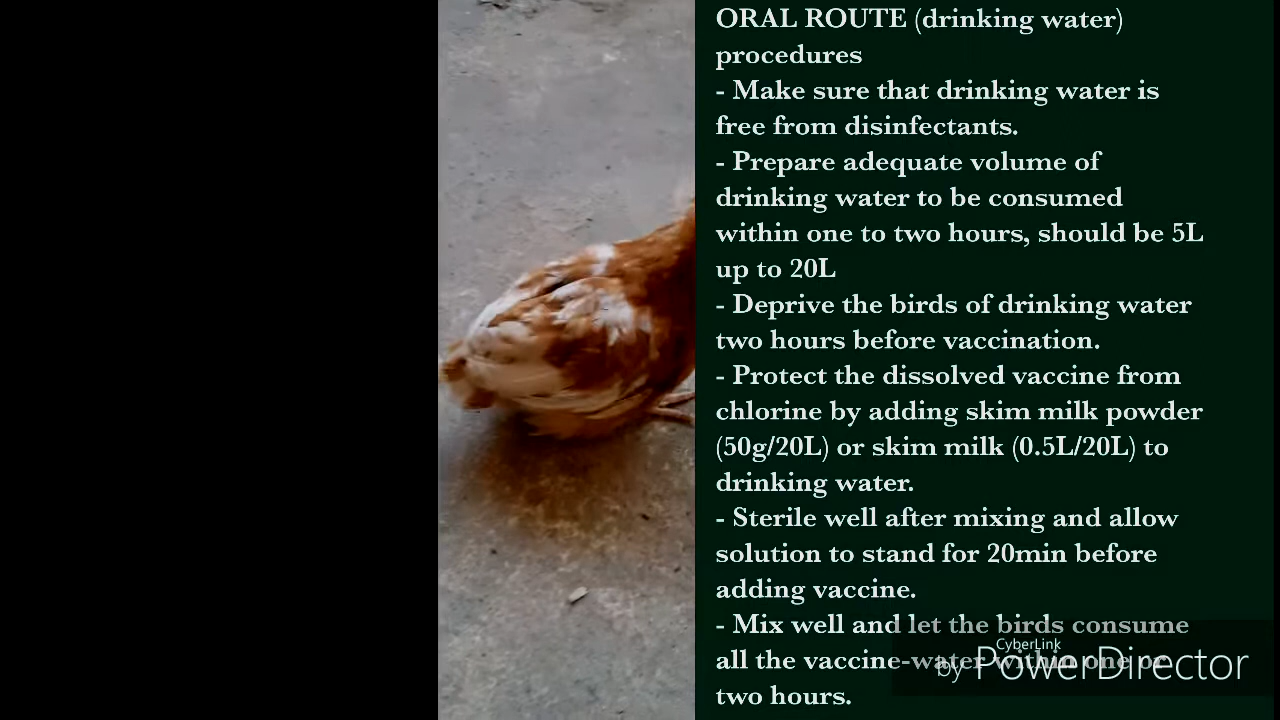 ORAL ROUTE (drinking water)
procedures
- Make sure that drinking water is
free from disinfectants.
- Prepare adequate volume of
drinking water to be consumed
within one to two hours, should be 5L
up to 20L
- Deprive the birds of drinking water
two hours before vaccination.
- Protect the dissolved vaccine from
chlorine by adding skim milk powder
(50g/20L) or skim milk (0.5L/20L) to
drinking water.
- Sterile well after mixing and allow
solution to stand for 20min before
adding vaccine.
- Mix well and let the birds consume
all the vaccine-water within one or
two hours.
CyberLink
by PowerDirector